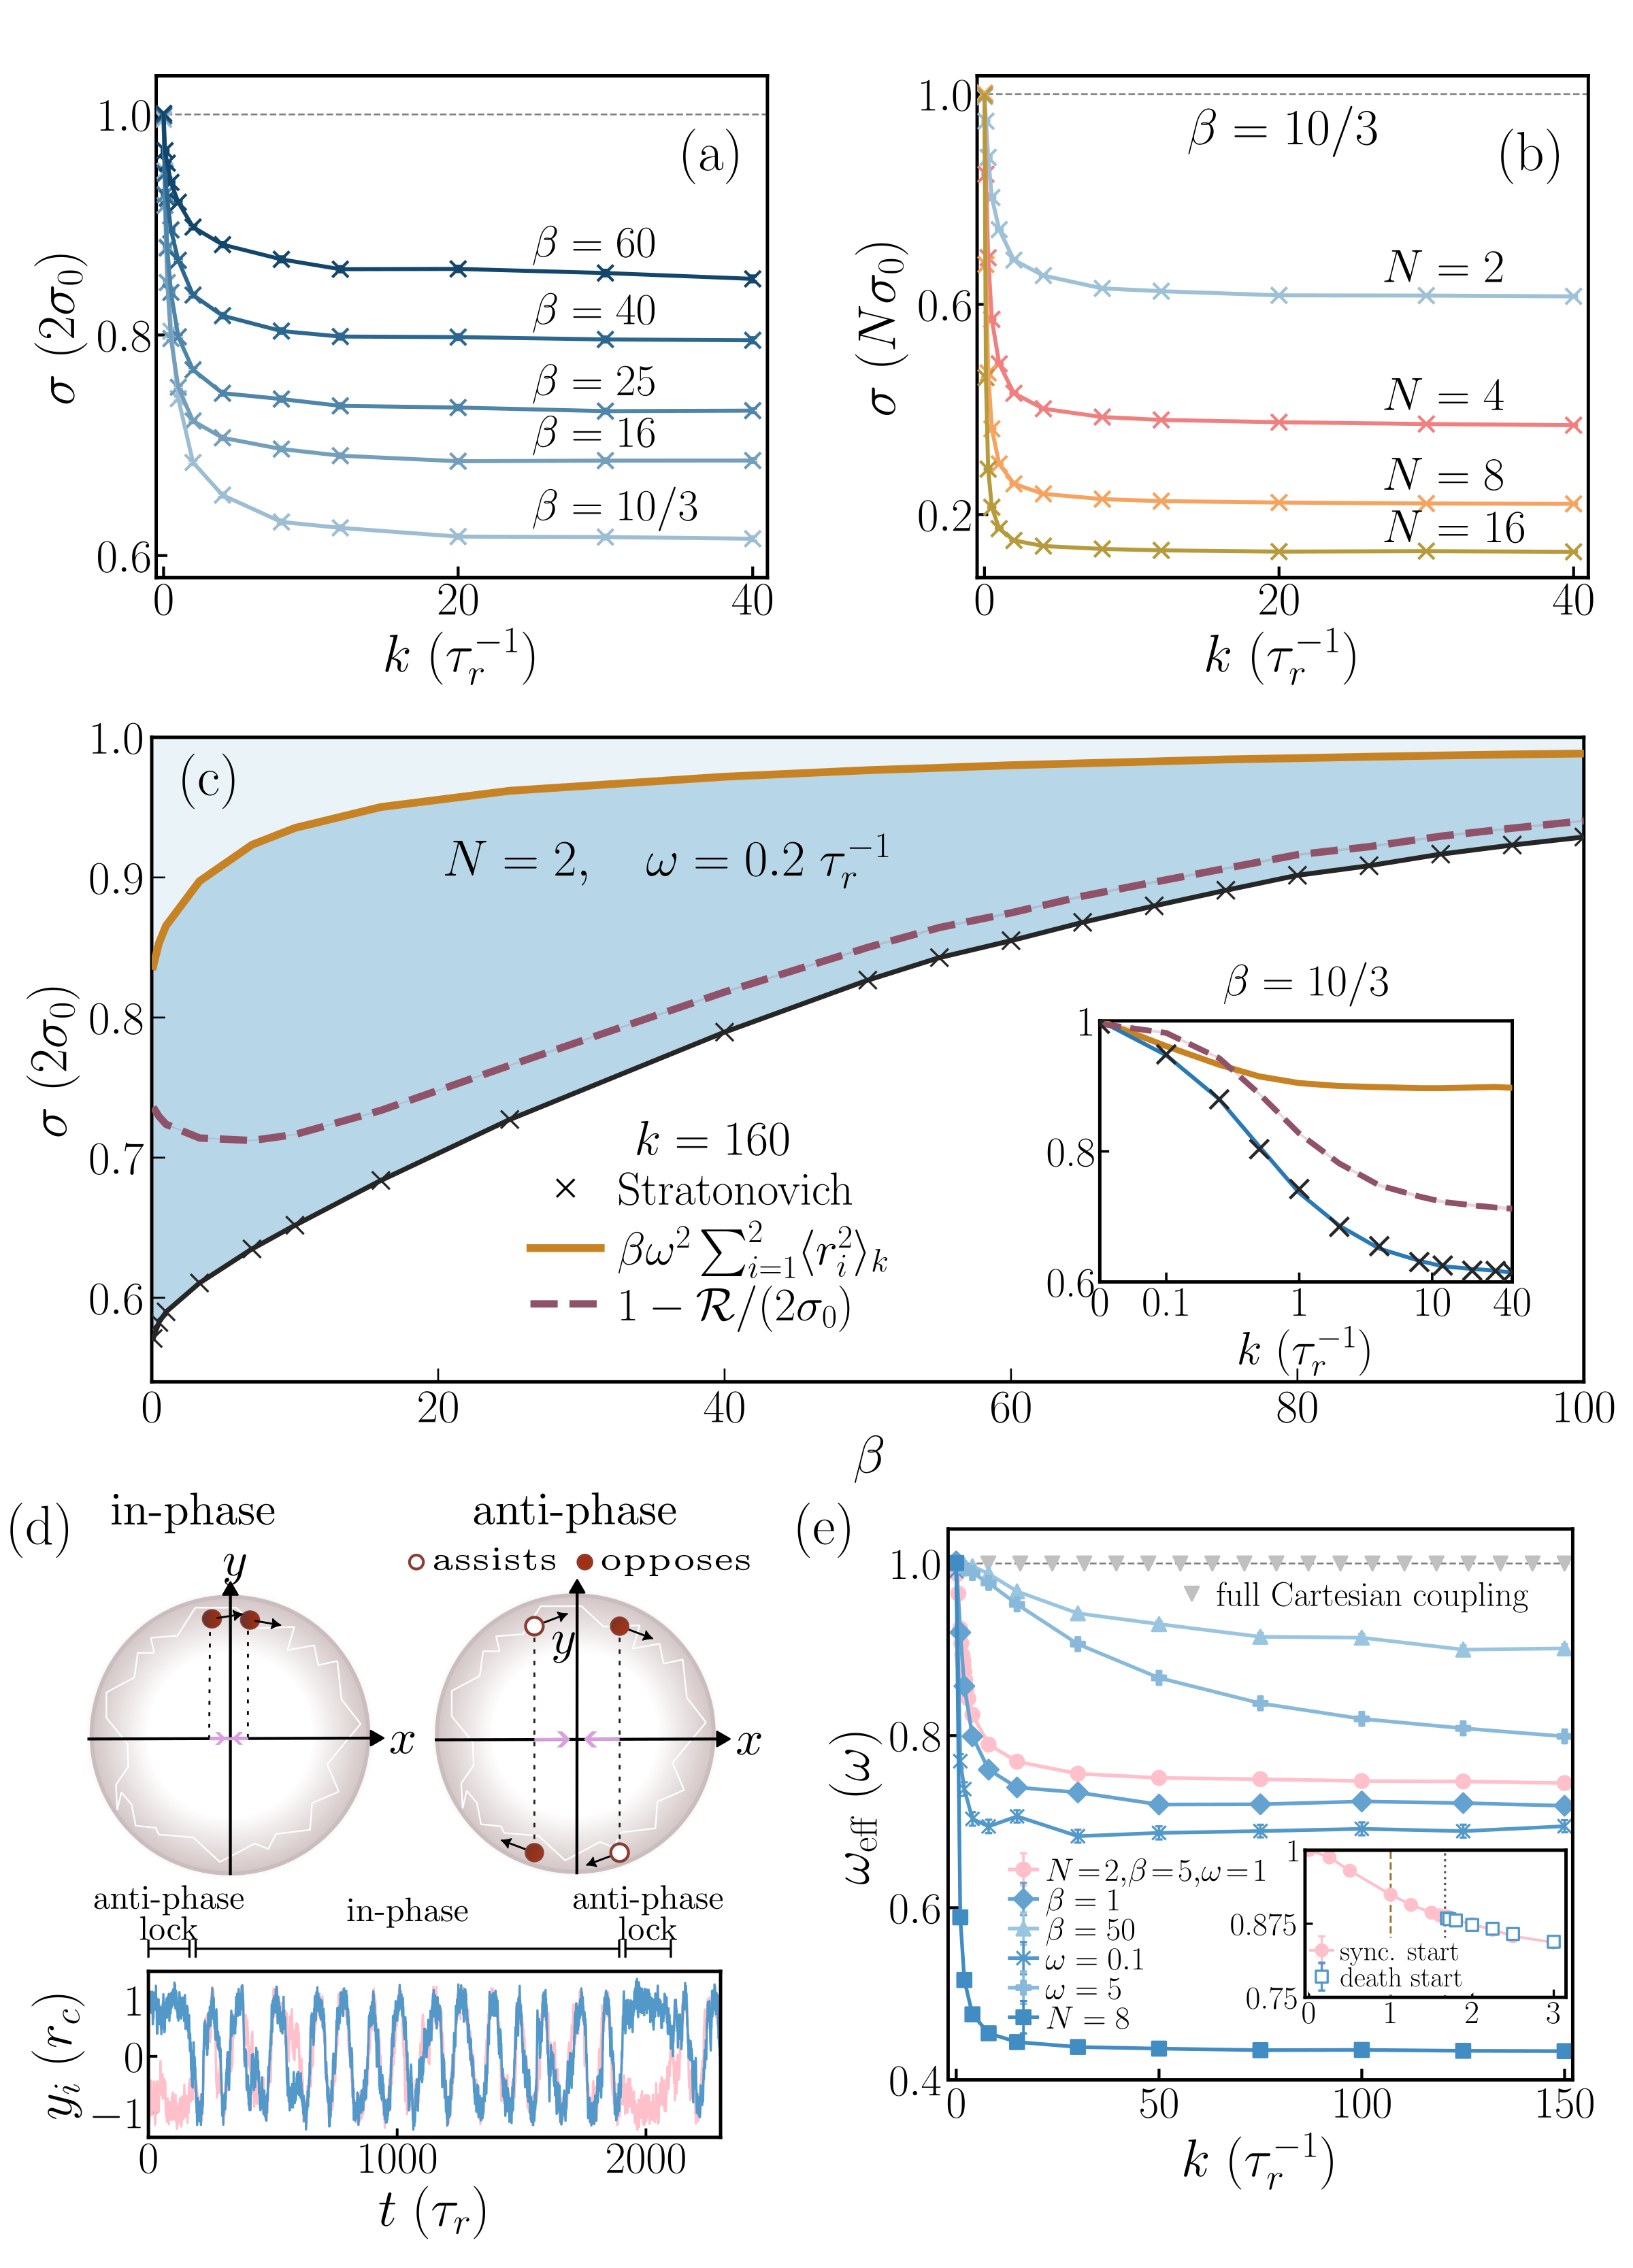 1.0
0.8
0.6
σ (2σ₀)
(a)
β = 60
β = 40
β = 25
β = 16
β = 10/3
0 20 40
k (τᵣ⁻¹)
1.0
0.6
0.2
σ (Nσ₀)
β = 10/3
(b)
N = 2
N = 4
N = 8
N = 16
0 20 40
k (τᵣ⁻¹)
1.0
0.9
0.8
0.7
0.6
σ (2σ₀)
(c)
N = 2, ω = 0.2 τᵣ⁻¹
k = 160
× Stratonovich
βω² ∑²ᵢ₌₁⟨rᵢ²⟩ₖ
1 − 𝓡/(2σ₀)
β = 10/3
1
0.8
0.6
0 0.1 1 10 40
k (τᵣ⁻¹)
0 20 40 60 80 100
β
(d)
in-phase
anti-phase
assists opposes
y
x
y
x
anti-phase
lock
in-phase
anti-phase
lock
1
0
−1
yᵢ (r_c)
0 1000 2000
t (τᵣ)
(e)
1.0
0.8
0.6
0.4
ω_eff (ω)
full Cartesian coupling
N=2,β=5,ω=1
β = 1
β = 50
ω = 0.1
ω = 5
N = 8
1
0.875
0.75
sync. start
death start
0 1 2 3
0 50 100 150
k (τᵣ⁻¹)